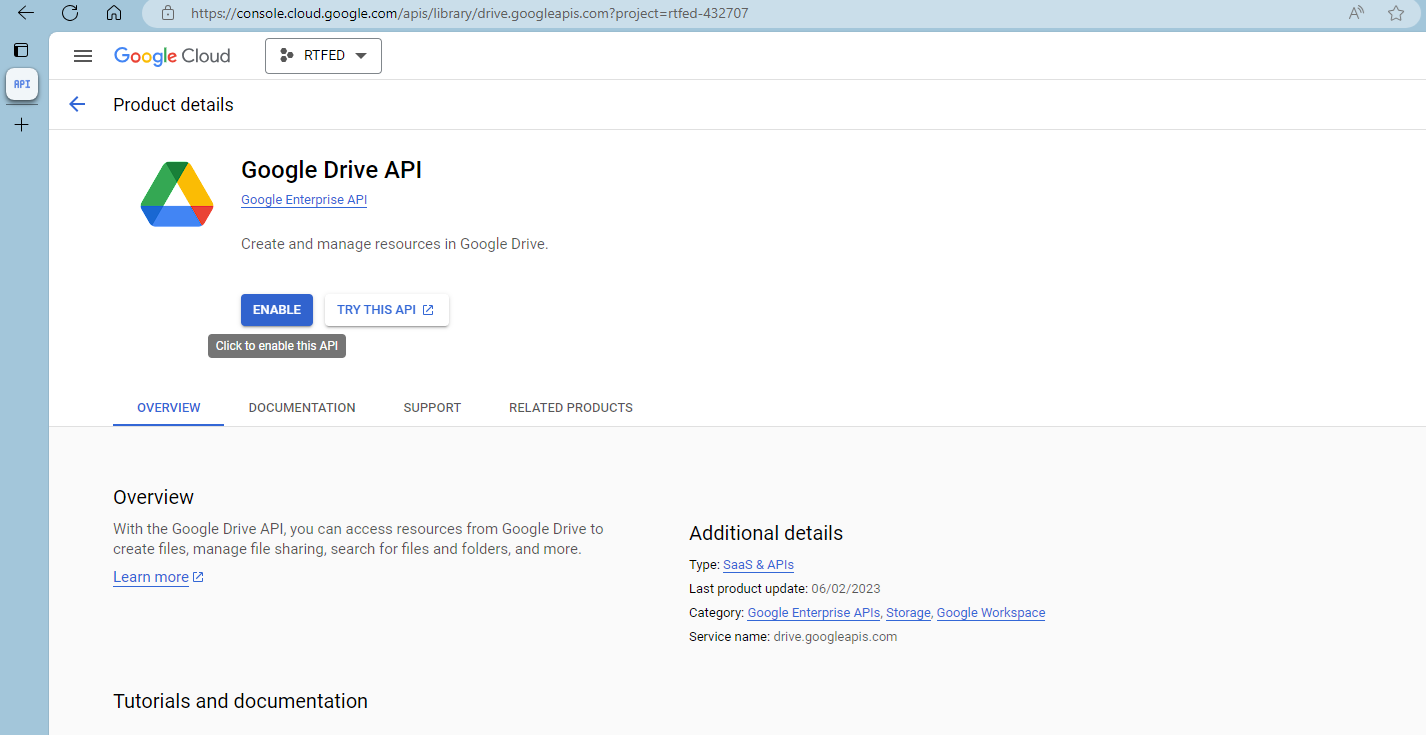 https://console.cloud.google.com/apis/library/drive.googleapis.com?project=rtfed-432707
A
API
Google Cloud
RTFED
Product details
Google Drive API
Google Enterprise API
Create and manage resources in Google Drive.
ENABLE
TRY THIS API
Click to enable this API
OVERVIEW DOCUMENTATION SUPPORT RELATED PRODUCTS
Overview
With the Google Drive API, you can access resources from Google Drive to
create files, manage file sharing, search for files and folders, and more.
Learn more
Additional details
Type: SaaS & APIs
Last product update: 06/02/2023
Category: Google Enterprise APIs, Storage, Google Workspace
Service name: drive.googleapis.com
Tutorials and documentation